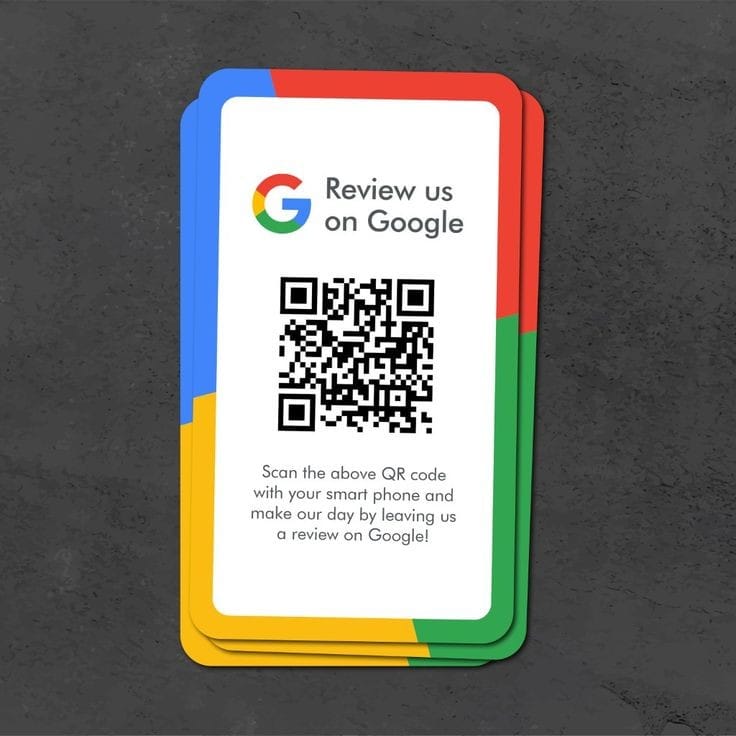 Review us
on Google
Scan the above QR code
with your smart phone and
make our day by leaving us
a review on Google!